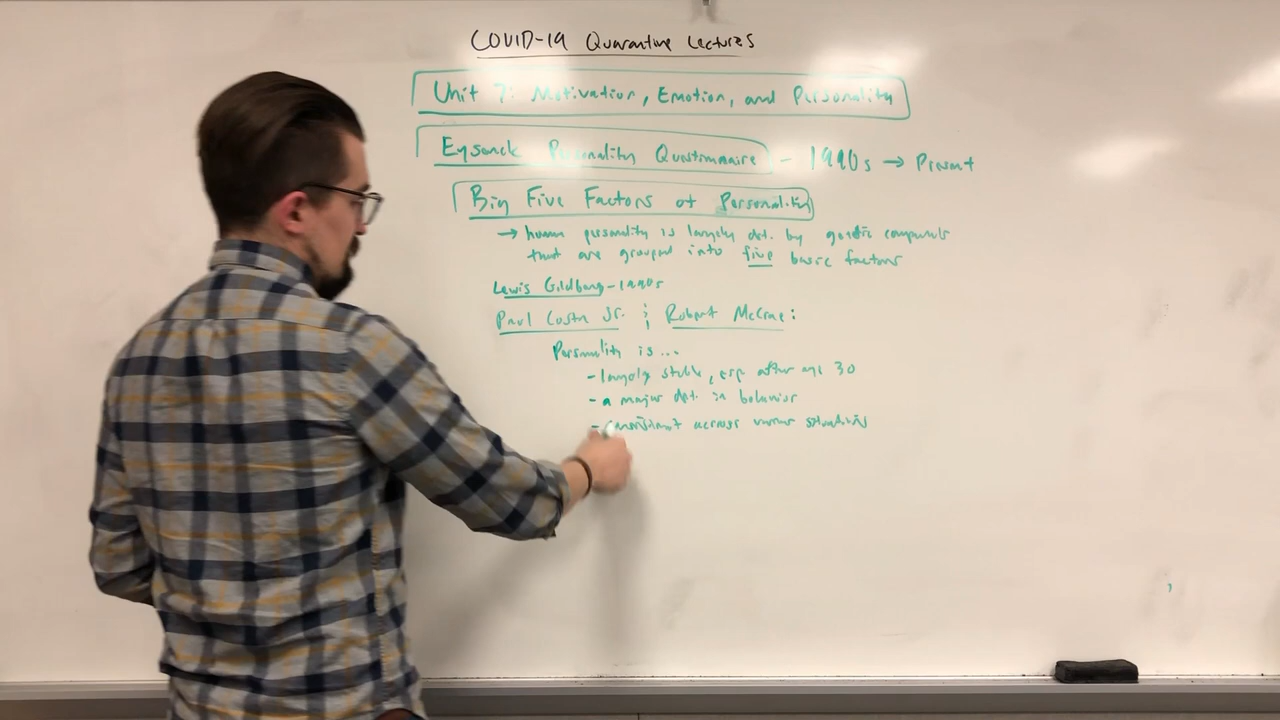 COVID-19 Quarantine Lectures
Unit 7: Motivation, Emotion, and Personality
Eysenck Personality Questionnaire - 1990s → Present
Big Five Factors of Personality
→ human personality is largely det. by genetic components
that are grouped into five basic factors
Lewis Goldberg - 1990s
Paul Costa Jr. & Robert McCrae:
Personality is...
- largely stable, esp after age 30
- a major det. in behavior
- consistent across various situations